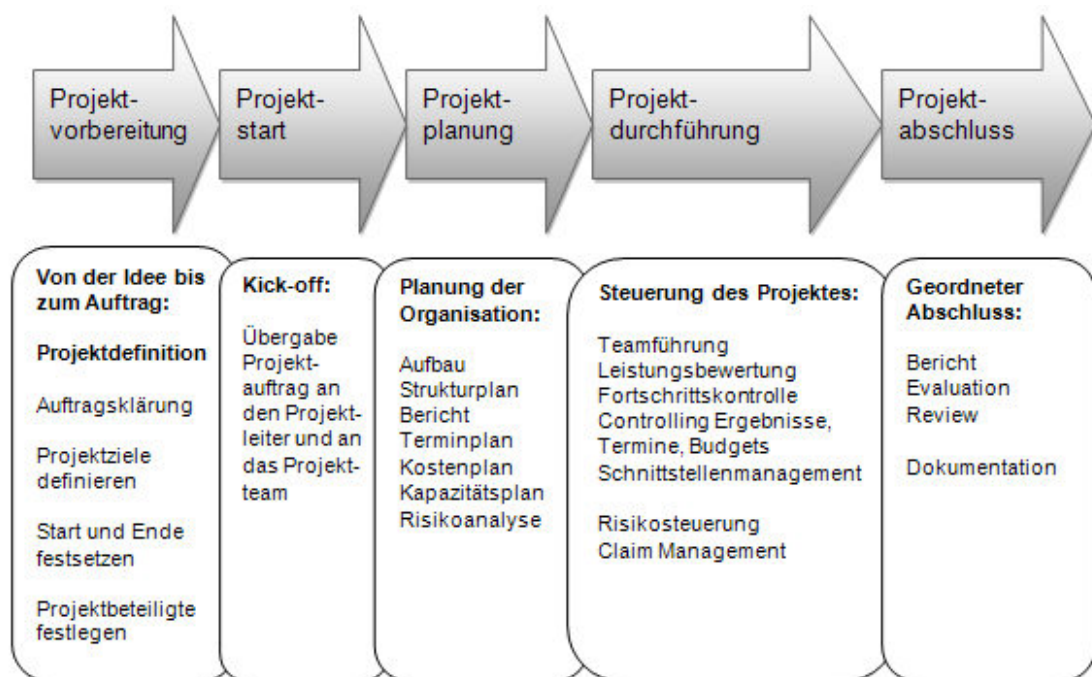 Projekt-
vorbereitung
Projekt-
start
Projekt-
planung
Projekt-
durchführung
Projekt-
abschluss
Von der Idee bis
zum Auftrag:
Projektdefinition
Auftragsklärung
Projektziele
definieren
Start und Ende
festsetzen
Projektbeteiligte
festlegen
Kick-off:
Übergabe
Projekt-
auftrag an
den Projekt-
leiter und an
das Projekt-
team
Planung der
Organisation:
Aufbau
Strukturplan
Bericht
Terminplan
Kostenplan
Kapazitätsplan
Risikoanalyse
Steuerung des Projektes:
Teamführung
Leistungsbewertung
Fortschrittskontrolle
Controlling Ergebnisse,
Termine, Budgets
Schnittstellenmanagement
Risikosteuerung
Claim Management
Geordneter
Abschluss:
Bericht
Evaluation
Review
Dokumentation